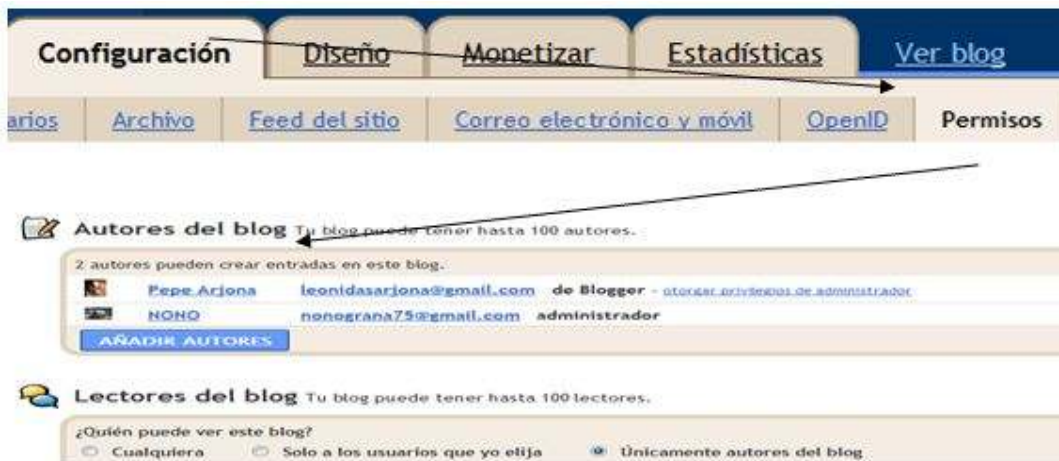 Configuración Diseño Monetizar Estadísticas Ver blog
arios Archivo Feed del sitio Correo electrónico y móvil OpenID Permisos
Autores del blog Tu blog puede tener hasta 100 autores.
2 autores pueden crear entradas en este blog.
Pepe Arjona leonidasarjona@gmail.com de Blogger - otorgar privilegios de administrador
NONO nonograna75@gmail.com administrador
AÑADIR AUTORES
Lectores del blog Tu blog puede tener hasta 100 lectores.
¿Quién puede ver este blog?
Cualquiera Solo a los usuarios que yo elija Únicamente autores del blog